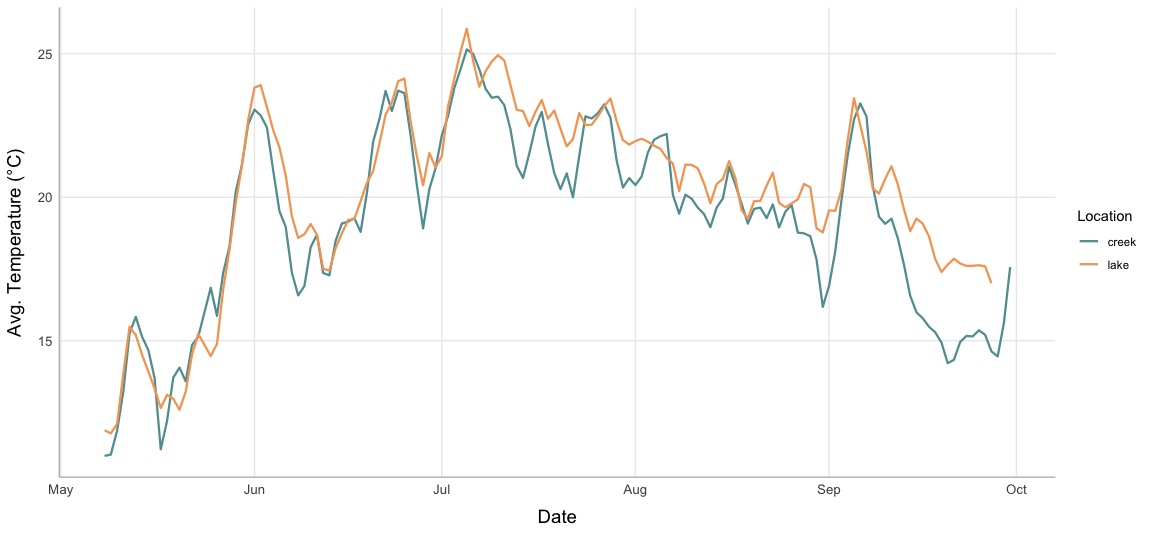 Avg. Temperature (°C)
25
20
15
May Jun Jul Aug Sep Oct
Date
Location
creek
lake